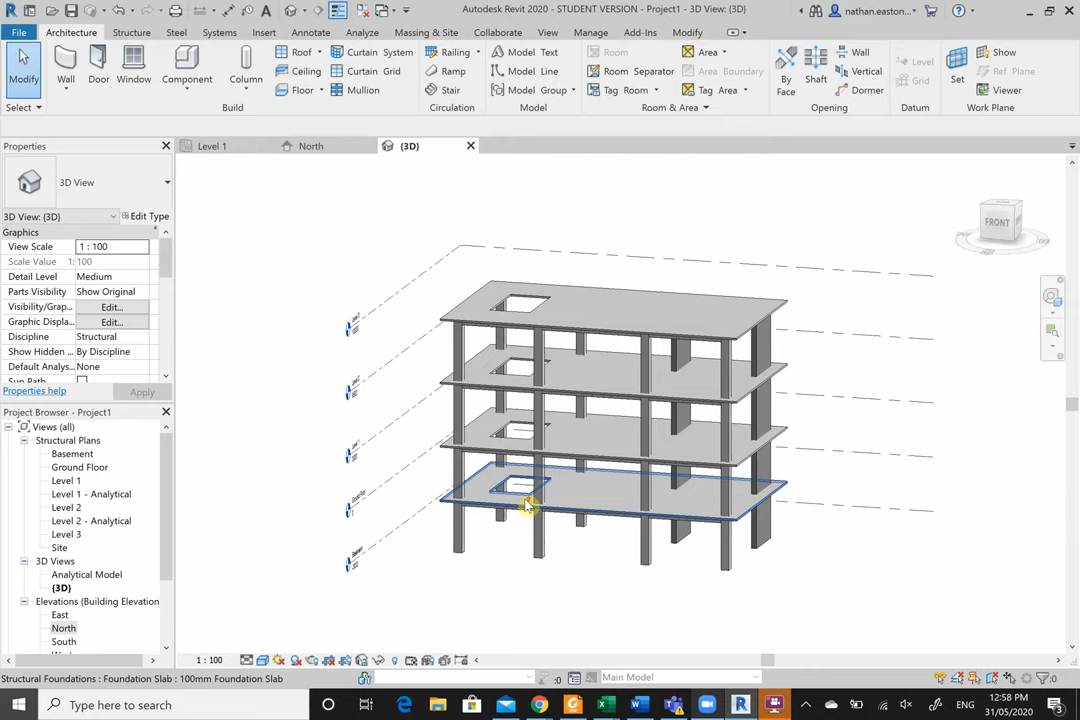 Autodesk Revit 2020 - STUDENT VERSION - Project1 - 3D View: {3D}
nathan.easton...
File Architecture Structure Steel Systems Insert Annotate Analyze Massing & Site Collaborate View Manage Add-Ins Modify
Modify Wall Door Window Component Column
Roof Curtain System Railing Model Text Room Area Wall Show
Ceiling Curtain Grid Ramp Model Line Room Separator Area Boundary Vertical Level Ref Plane
Floor Mullion Stair Model Group Tag Room Tag Area Dormer Grid Viewer
By Face Shaft Set
Select Build Circulation Model Room & Area Opening Datum Work Plane
Properties
Level 1 North {3D}
3D View
3D View: {3D} Edit Type
Graphics
View Scale 1 : 100
Scale Value 1: 100
Detail Level Medium
Parts Visibility Show Original
Visibility/Grap... Edit...
Graphic Displa... Edit...
Discipline Structural
Show Hidden ... By Discipline
Default Analys... None
Sun Path
Properties help Apply
Project Browser - Project1
Views (all)
Structural Plans
Basement
Ground Floor
Level 1
Level 1 - Analytical
Level 2
Level 2 - Analytical
Level 3
Site
3D Views
Analytical Model
{3D}
Elevations (Building Elevation
East
North
South
FRONT
1 : 100
Structural Foundations : Foundation Slab : 100mm Foundation Slab
:0 Main Model :0
Type here to search
ENG
12:58 PM
31/05/2020
3